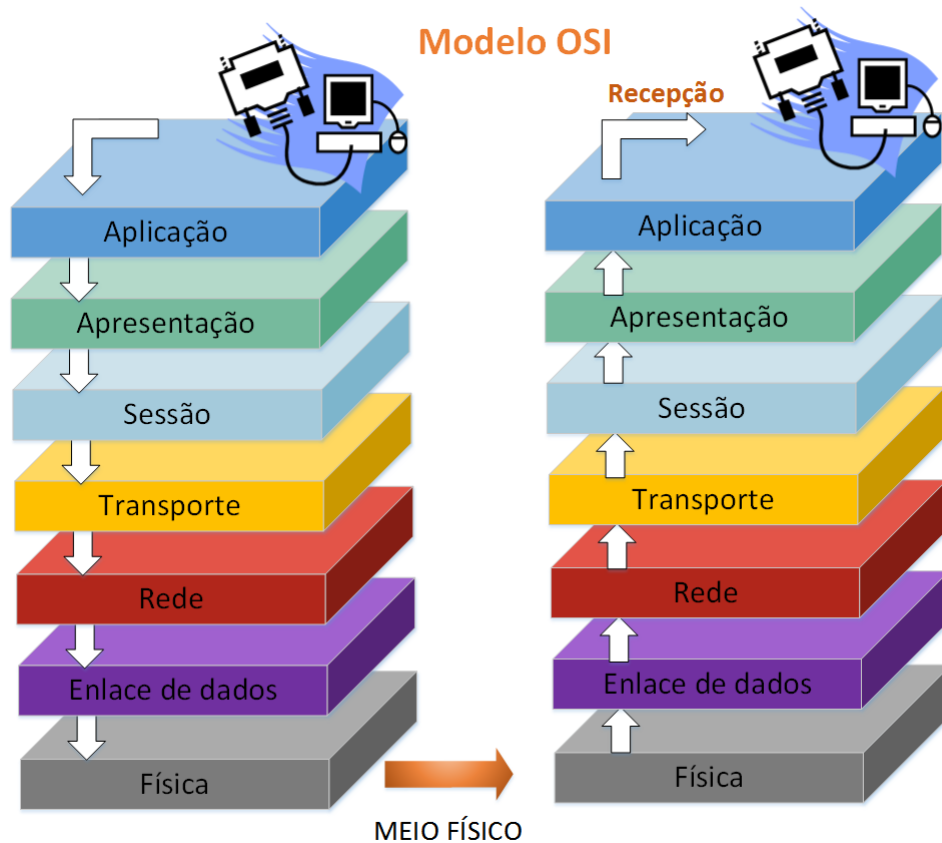 Modelo OSI
Recepção
Aplicação
Apresentação
Sessão
Transporte
Rede
Enlace de dados
Física
Aplicação
Apresentação
Sessão
Transporte
Rede
Enlace de dados
Física
MEIO FÍSICO